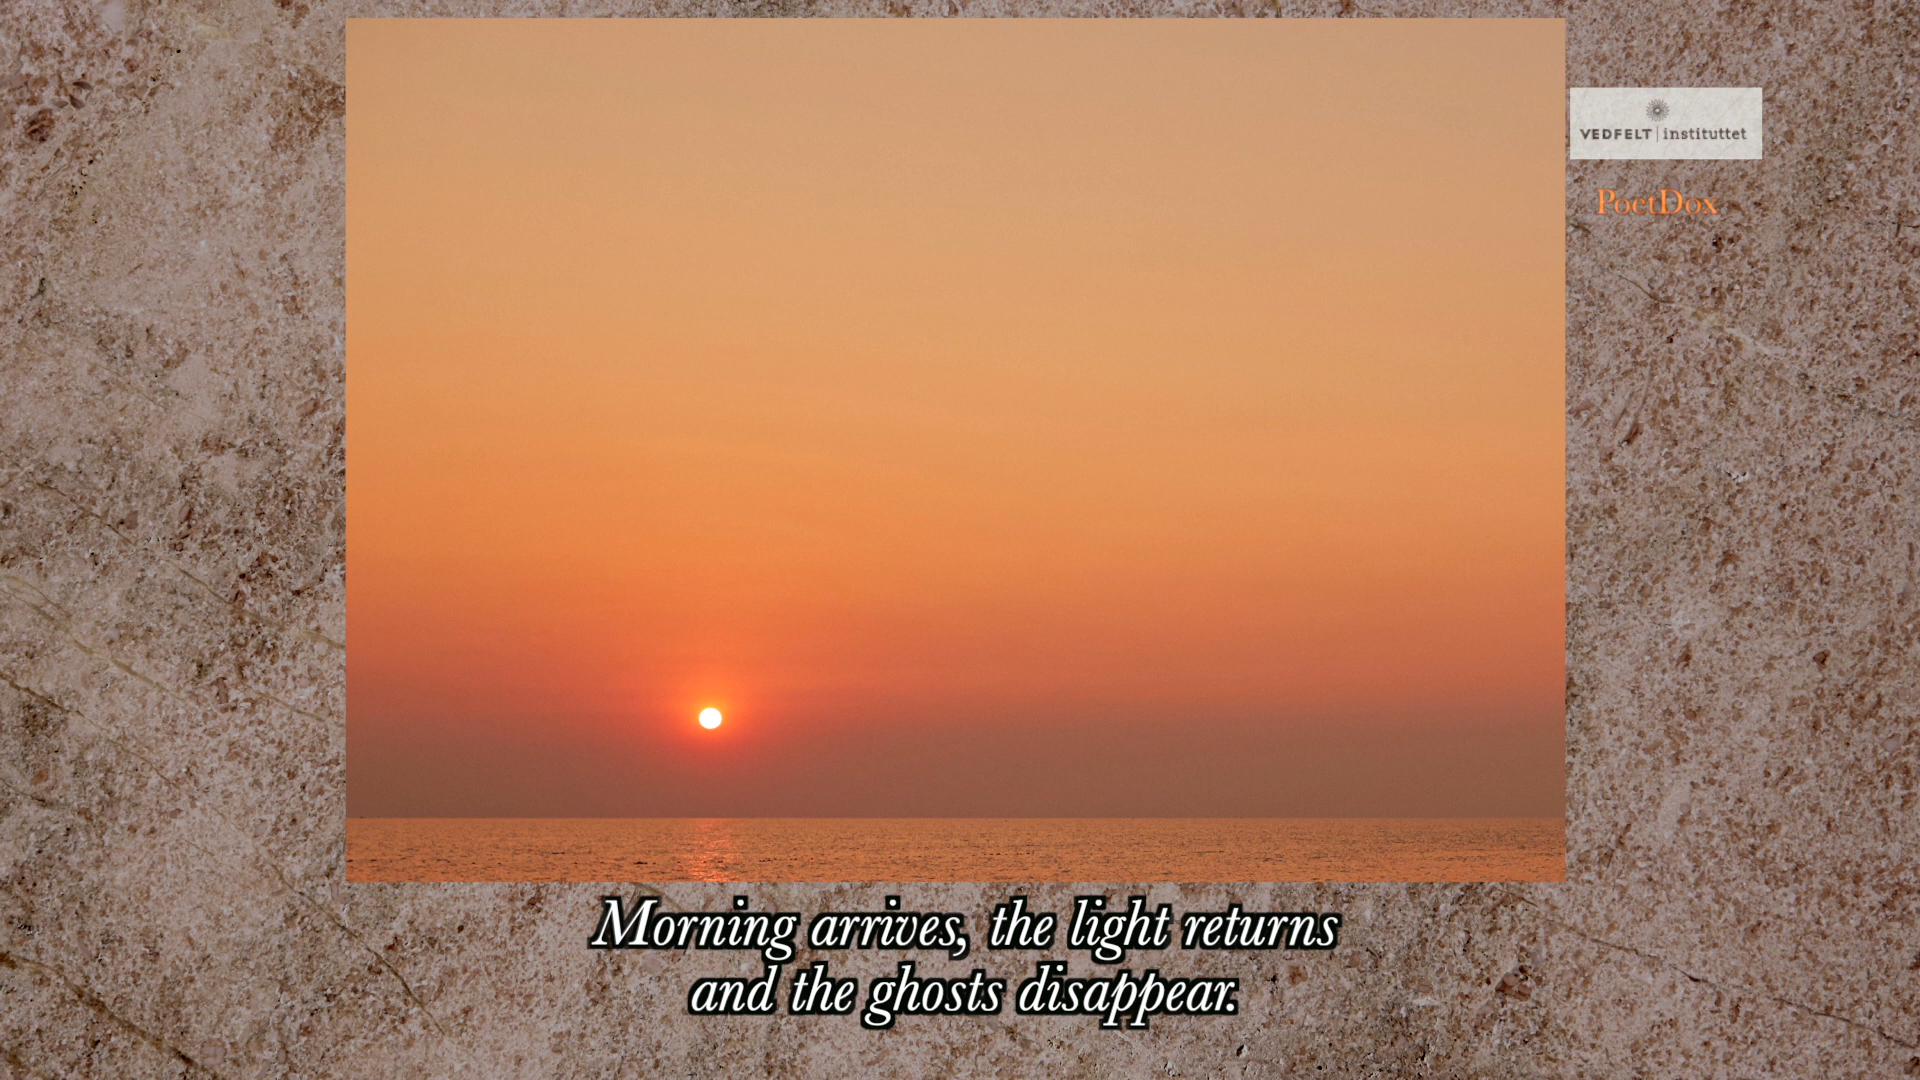 VEDFELT | instituttet
PoetDox
Morning arrives, the light returns
and the ghosts disappear.